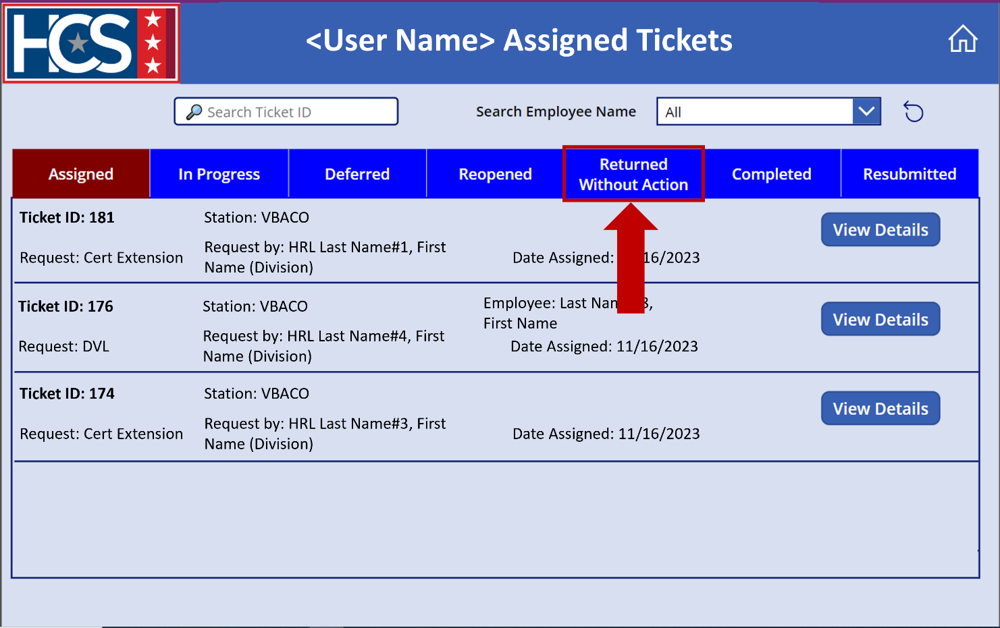 HCS
<User Name> Assigned Tickets
Search Ticket ID
Search Employee Name
All
Assigned
In Progress
Deferred
Reopened
Returned
Without Action
Completed
Resubmitted
Ticket ID: 181
Station: VBACO
View Details
Request: Cert Extension
Request by: HRL Last Name#1, First
Name (Division)
Date Assigned: 16/2023
Ticket ID: 176
Station: VBACO
Employee: Last
First Name
View Details
Request: DVL
Request by: HRL Last Name#4, First
Name (Division)
Date Assigned: 11/16/2023
Ticket ID: 174
Station: VBACO
View Details
Request: Cert Extension
Request by: HRL Last Name#3, First
Name (Division)
Date Assigned: 11/16/2023